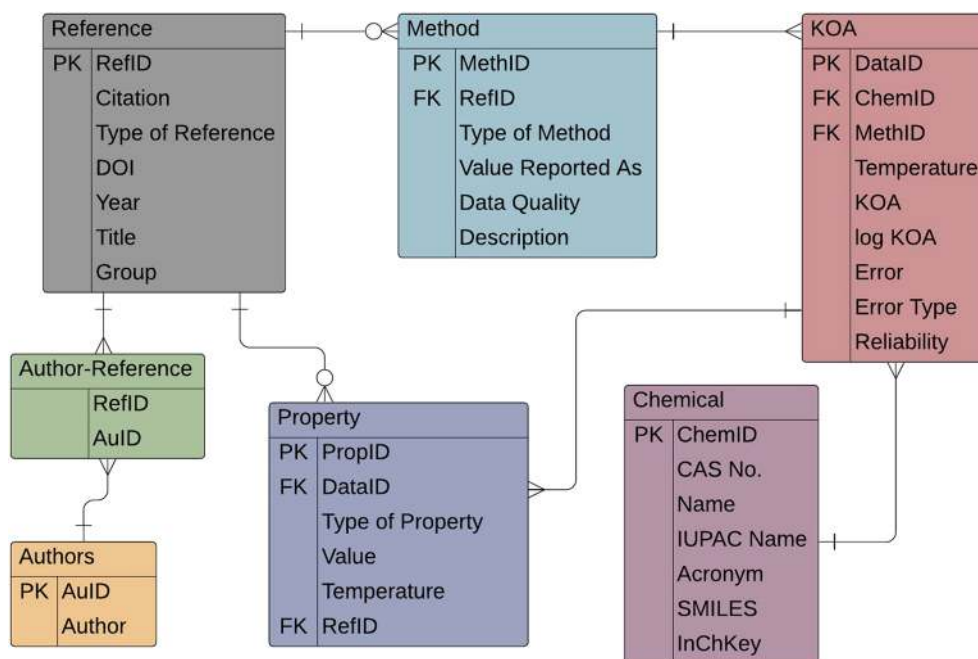 Reference
PK RefID
Citation
Type of Reference
DOI
Year
Title
Group
Method
PK MethID
FK RefID
Type of Method
Value Reported As
Data Quality
Description
KOA
PK DataID
FK ChemID
FK MethID
Temperature
KOA
log KOA
Error
Error Type
Reliability
Author-Reference
RefID
AuID
Authors
PK AuID
Author
Property
PK PropID
FK DataID
Type of Property
Value
Temperature
FK RefID
Chemical
PK ChemID
CAS No.
Name
IUPAC Name
Acronym
SMILES
InChKey